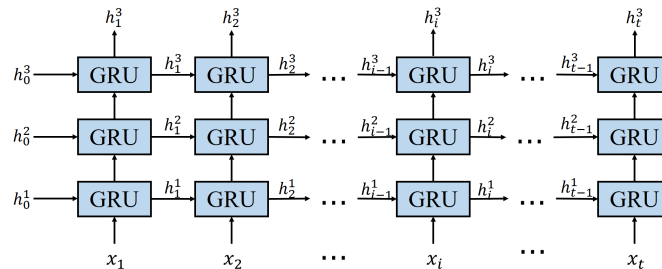 h_1^3 h_2^3 h_i^3 h_t^3
h_0^3 GRU h_1^3 GRU h_2^3 ... h_{i-1}^3 GRU h_i^3 ... h_{t-1}^3 GRU
h_0^2 GRU h_1^2 GRU h_2^2 ... h_{i-1}^2 GRU h_i^2 ... h_{t-1}^2 GRU
h_0^1 GRU h_1^1 GRU h_2^1 ... h_{i-1}^1 GRU h_i^1 ... h_{t-1}^1 GRU
x_1 x_2 ... x_i ... x_t